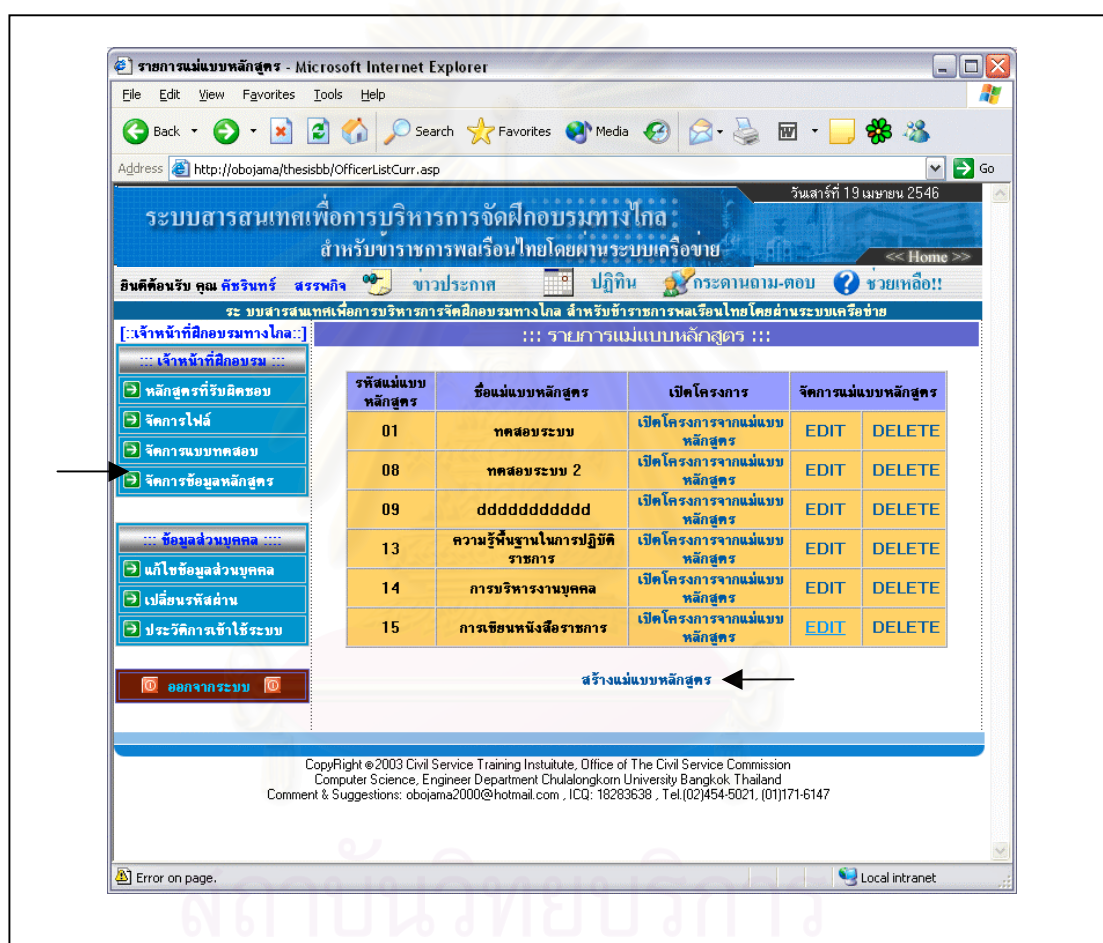 รายการแม่แบบหลักสูตร - Microsoft Internet Explorer
File Edit View Favorites Tools Help
Back Search Favorites Media
Address http://obojama/thesisbb/OfficerListCurr.asp Go
วันเสาร์ที่ 19 เมษายน 2546
ระบบสารสนเทศเพื่อการบริหารการจัดฝึกอบรมทางไกล
สำหรับข้าราชการพลเรือนไทยโดยผ่านระบบเครือข่าย
<< Home >>
ยินดีต้อนรับ คุณ คัชรินทร์ สรรพกิจ ข่าวประกาศ ปฏิทิน กระดานถาม-ตอบ ช่วยเหลือ!!
ระ บบสารสนเทศเพื่อการบริหารการจัดฝึกอบรมทางไกล สำหรับข้าราชการพลเรือนไทยโดยผ่านระบบเครือข่าย
[::เจ้าหน้าที่ฝึกอบรมทางไกล::]
::: เจ้าหน้าที่ฝึกอบรม :::
หลักสูตรที่รับผิดชอบ
จัดการไฟล์
จัดการแบบทดสอบ
จัดการข้อมูลหลักสูตร
::: ข้อมูลส่วนบุคคล ::::
แก้ไขข้อมูลส่วนบุคคล
เปลี่ยนรหัสผ่าน
ประวัติการเข้าใช้ระบบ
ออกจากระบบ
::: รายการแม่แบบหลักสูตร :::
รหัสแม่แบบ
หลักสูตร ชื่อแม่แบบหลักสูตร เปิดโครงการ จัดการแม่แบบหลักสูตร
01 ทดสอบระบบ เปิดโครงการจากแม่แบบ
หลักสูตร EDIT DELETE
08 ทดสอบระบบ 2 เปิดโครงการจากแม่แบบ
หลักสูตร EDIT DELETE
09 ddddddddddd เปิดโครงการจากแม่แบบ
หลักสูตร EDIT DELETE
13 ความรู้พื้นฐานในการปฏิบัติ
ราชการ เปิดโครงการจากแม่แบบ
หลักสูตร EDIT DELETE
14 การบริหารงานบุคคล เปิดโครงการจากแม่แบบ
หลักสูตร EDIT DELETE
15 การเขียนหนังสือราชการ เปิดโครงการจากแม่แบบ
หลักสูตร EDIT DELETE
สร้างแม่แบบหลักสูตร
CopyRight ©2003 Civil Service Training Instuitute, Office of The Civil Service Commission
Computer Science, Engineer Department Chulalongkorn University Bangkok Thailand
Comment & Suggestions: obojama2000@hotmail.com , ICQ: 18283638 , Tel.(02)454-5021, (01)171-6147
Error on page. Local intranet
สถาบันวิทยบริการ